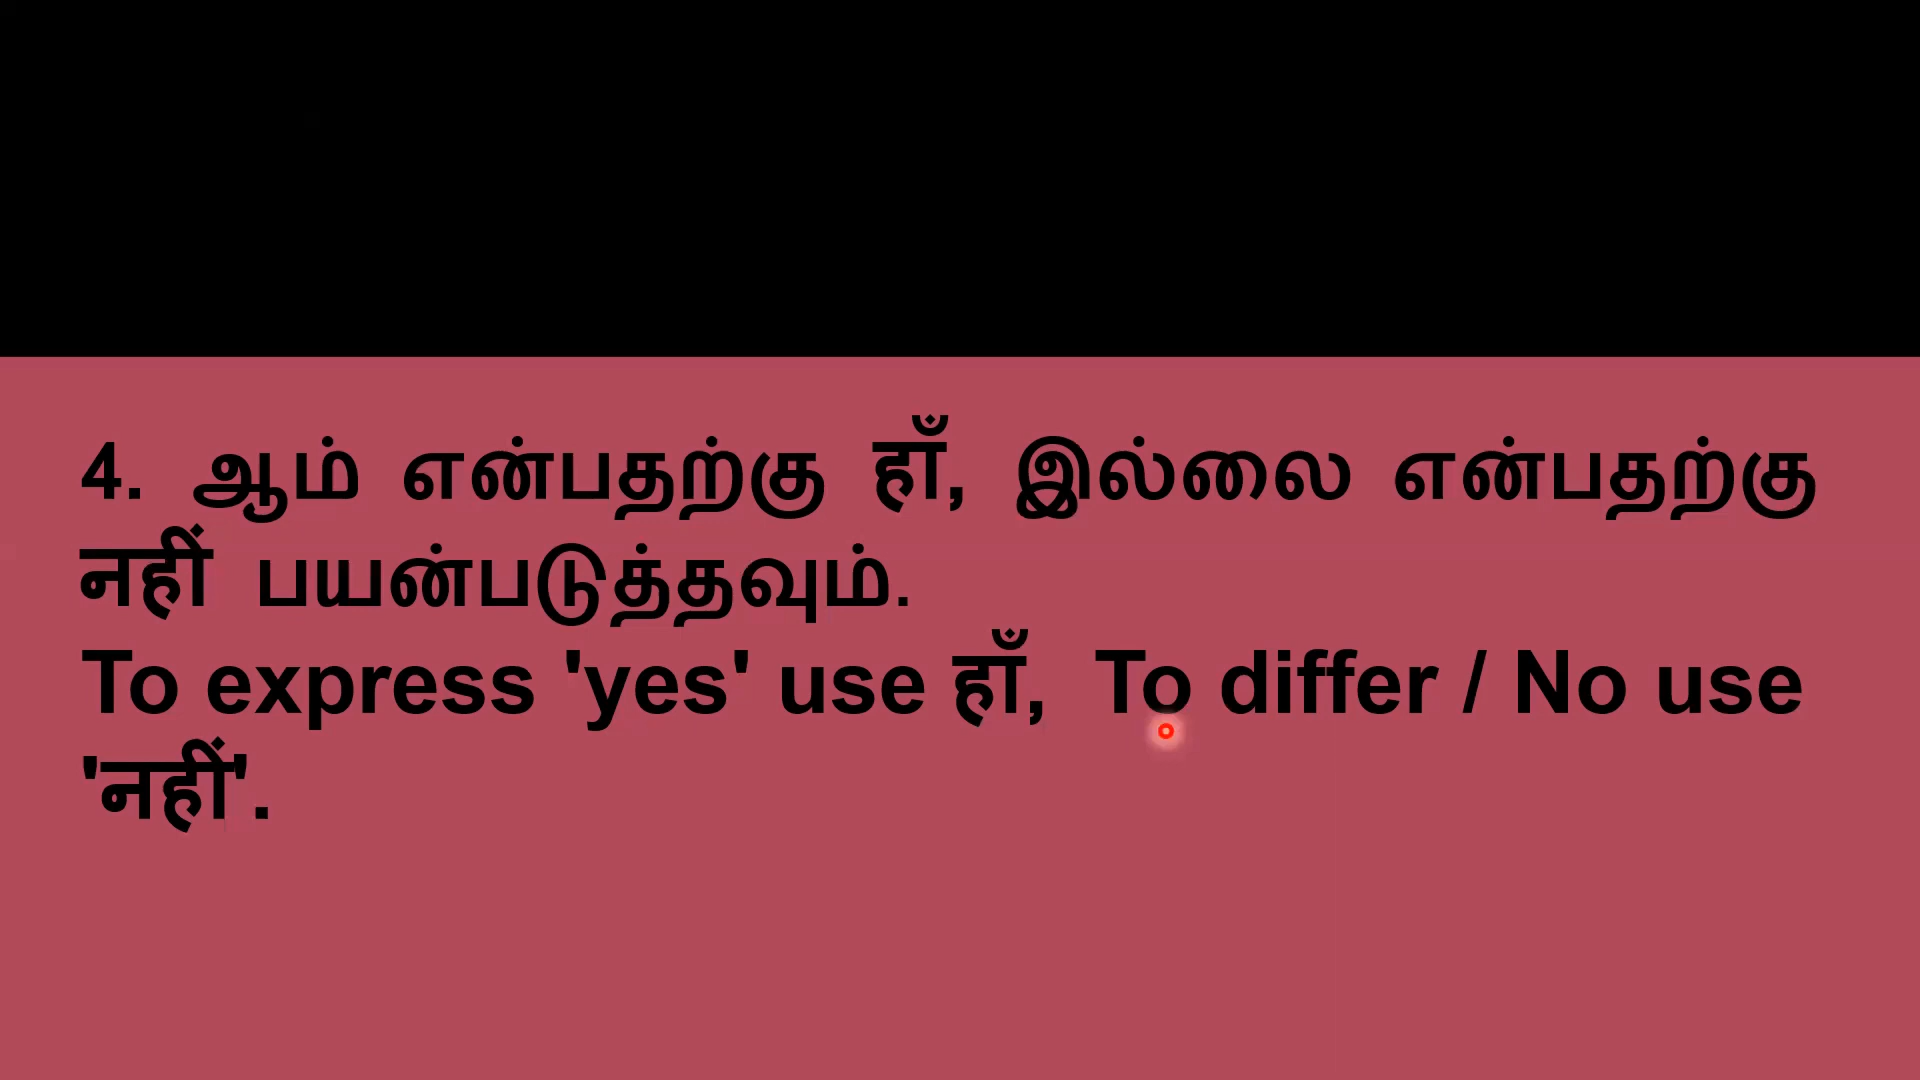 4. ஆம் என்பதற்கு हाँ, இல்லை என்பதற்கு
नहीं பயன்படுத்தவும்.
To express 'yes' use हाँ, To differ / No use
'नहीं'.